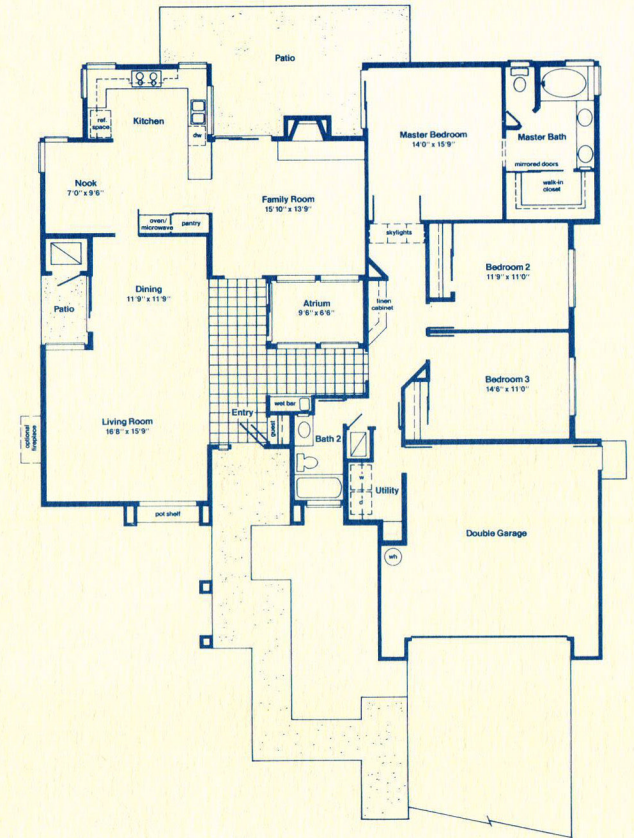 Patio
Kitchen
ref.
space
dw
Master Bedroom
14'0" x 15'9"
Master Bath
mirrored doors
walk-in
closet
Nook
7'0" x 9'6"
oven/
microwave
pantry
Family Room
15'10" x 13'9"
skylights
Bedroom 2
11'9" x 11'0"
Dining
11'9" x 11'9"
Patio
Atrium
9'6" x 6'6"
linen
cabinet
Bedroom 3
14'6" x 11'0"
wet bar
Entry
guest
Bath 2
Living Room
16'8" x 15'9"
optional
fireplace
Utility
w
d
pot shelf
Double Garage
wh